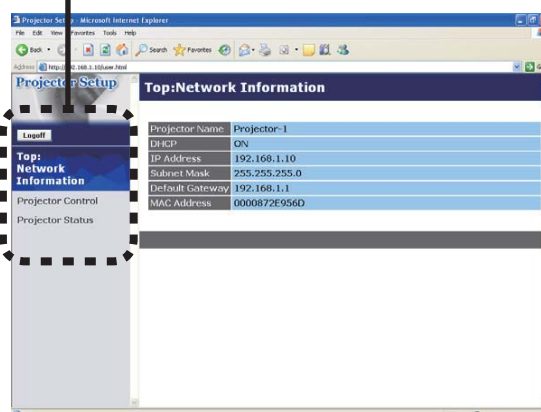 Projector Setup - Microsoft Internet Explorer
File Edit View Favorites Tools Help
Back Search Favorites
Address
Projector Setup
Top:Network Information
Logoff
Top:
Network
Information
Projector Control
Projector Status
Projector Name Projector-1
DHCP ON
IP Address 192.168.1.10
Subnet Mask 255.255.255.0
Default Gateway 192.168.1.1
MAC Address 0000872E956D